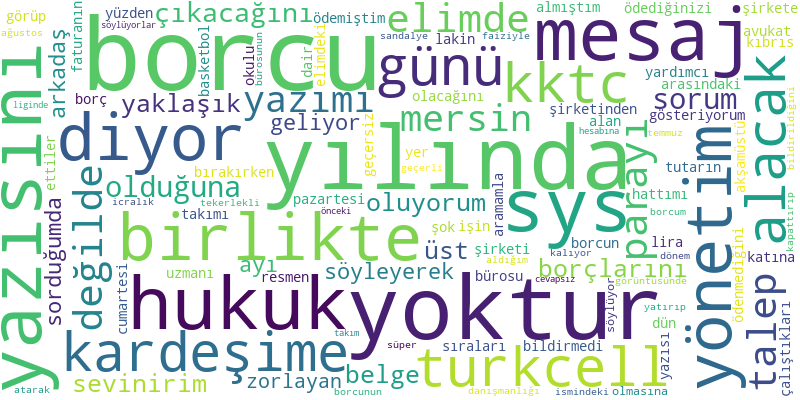 yazısını
borcu
yılında
yoktur
hukuk
mesaj
birlikte
sys
diyor
kardeşime
turkcell
yönetim
alacak
günü
kktc
elimde
mersin
yazımı
değilde
parayı
talep
çıkacağını
yaklaşık
geliyor
olduğuna
oluyorum
sorum
borçlarını
belge
söyleyerek
sevinirim
zorlayan
üst
ayı
arkadaş
sorduğumda
yüzden
görüp
ödemiştim
almıştım
ödediğinizi
şirkete
avukat
kıbrıs
lakin
okulu
dair
elimdeki
basketbol
faturanın
borç
ettiler
söylüyorlar
ağustos
liginde
bürosunun
sandalye
faiziyle
yardımcı
arasındaki
gösteriyorum
olacağını
şirketinden
alan
hesabına
temmuz
geçersiz
geçerli
yer
bırakırken
pazartesi
tekerlekli
takımı
icralık
önceki
cumartesi
uzmanı
resmen
şok
işin
şirketi
aldığım
bürosu
aramamla
hattımı
tutarın
borcum
borcun
lira
kalıyor
dönem
katına
dün
bildirmedi
söylüyor
cevapsız
görüntüsünde
yatırıp
ödenmediğini
akşamüstü
kapattırıp
bildirildiğini
çalıştıkları
yazısı
sıraları
olmasına
ismindeki
danışmanlığı
süper
takım
borcunun
atarak